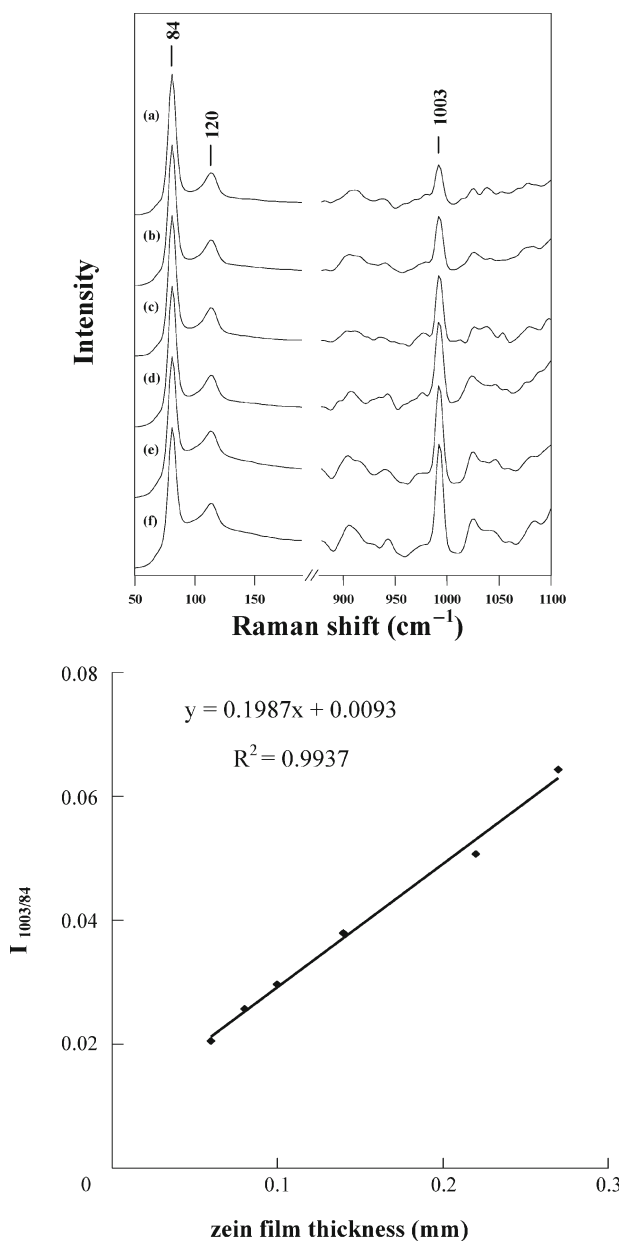 84
120
1003
(a)
(b)
(c)
(d)
(e)
(f)
Intensity
50 100 150 // 900 950 1000 1050 1100
Raman shift (cm⁻¹)
0.08
y = 0.1987x + 0.0093
R² = 0.9937
0.06
I 1003/84
0.04
0.02
0 0.1 0.2 0.3
zein film thickness (mm)